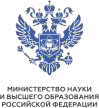 МИНИСТЕРСТВО НАУКИ
И ВЫСШЕГО ОБРАЗОВАНИЯ
РОССИЙСКОЙ ФЕДЕРАЦИИ